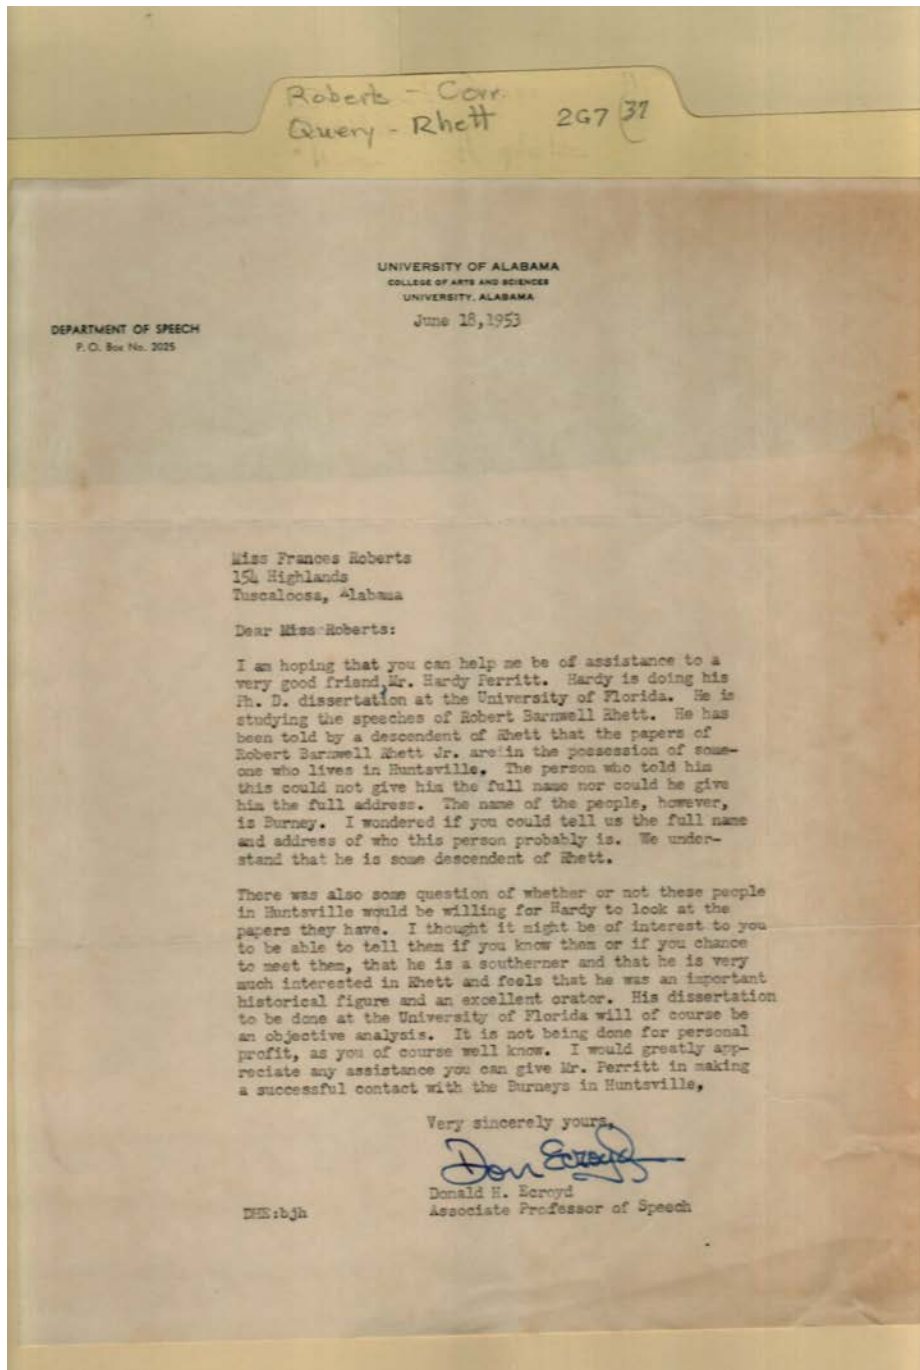 Roberts - Corr.
Query - Rhett 2G7 (37
UNIVERSITY OF ALABAMA
COLLEGE OF ARTS AND SCIENCES
UNIVERSITY, ALABAMA
June 18,1953
DEPARTMENT OF SPEECH
P. O. Box No. 2025
Miss Frances Roberts
154 Highlands
Tuscaloosa, Alabama
Dear Miss Roberts:
I am hoping that you can help me be of assistance to a
very good friend, Mr. Hardy Perritt. Hardy is doing his
Ph. D. dissertation at the University of Florida. He is
studying the speeches of Robert Barnwell Rhett. He has
been told by a descendent of Rhett that the papers of
Robert Barnwell Rhett Jr. are in the possession of some-
one who lives in Huntsville. The person who told him
this could not give him the full name nor could he give
him the full address. The name of the people, however,
is Burney. I wondered if you could tell us the full name
and address of who this person probably is. We under-
stand that he is some descendent of Rhett.
There was also some question of whether or not these people
in Huntsville would be willing for Hardy to look at the
papers they have. I thought it might be of interest to you
to be able to tell them if you know them or if you chance
to meet them, that he is a southerner and that he is very
much interested in Rhett and feels that he was an important
historical figure and an excellent orator. His dissertation
to be done at the University of Florida will of course be
an objective analysis. It is not being done for personal
profit, as you of course well know. I would greatly app-
reciate any assistance you can give Mr. Perritt in making
a successful contact with the Burneys in Huntsville,
Very sincerely yours,
Don Ecroyd
Donald H. Ecroyd
DHE:bjh Associate Professor of Speech